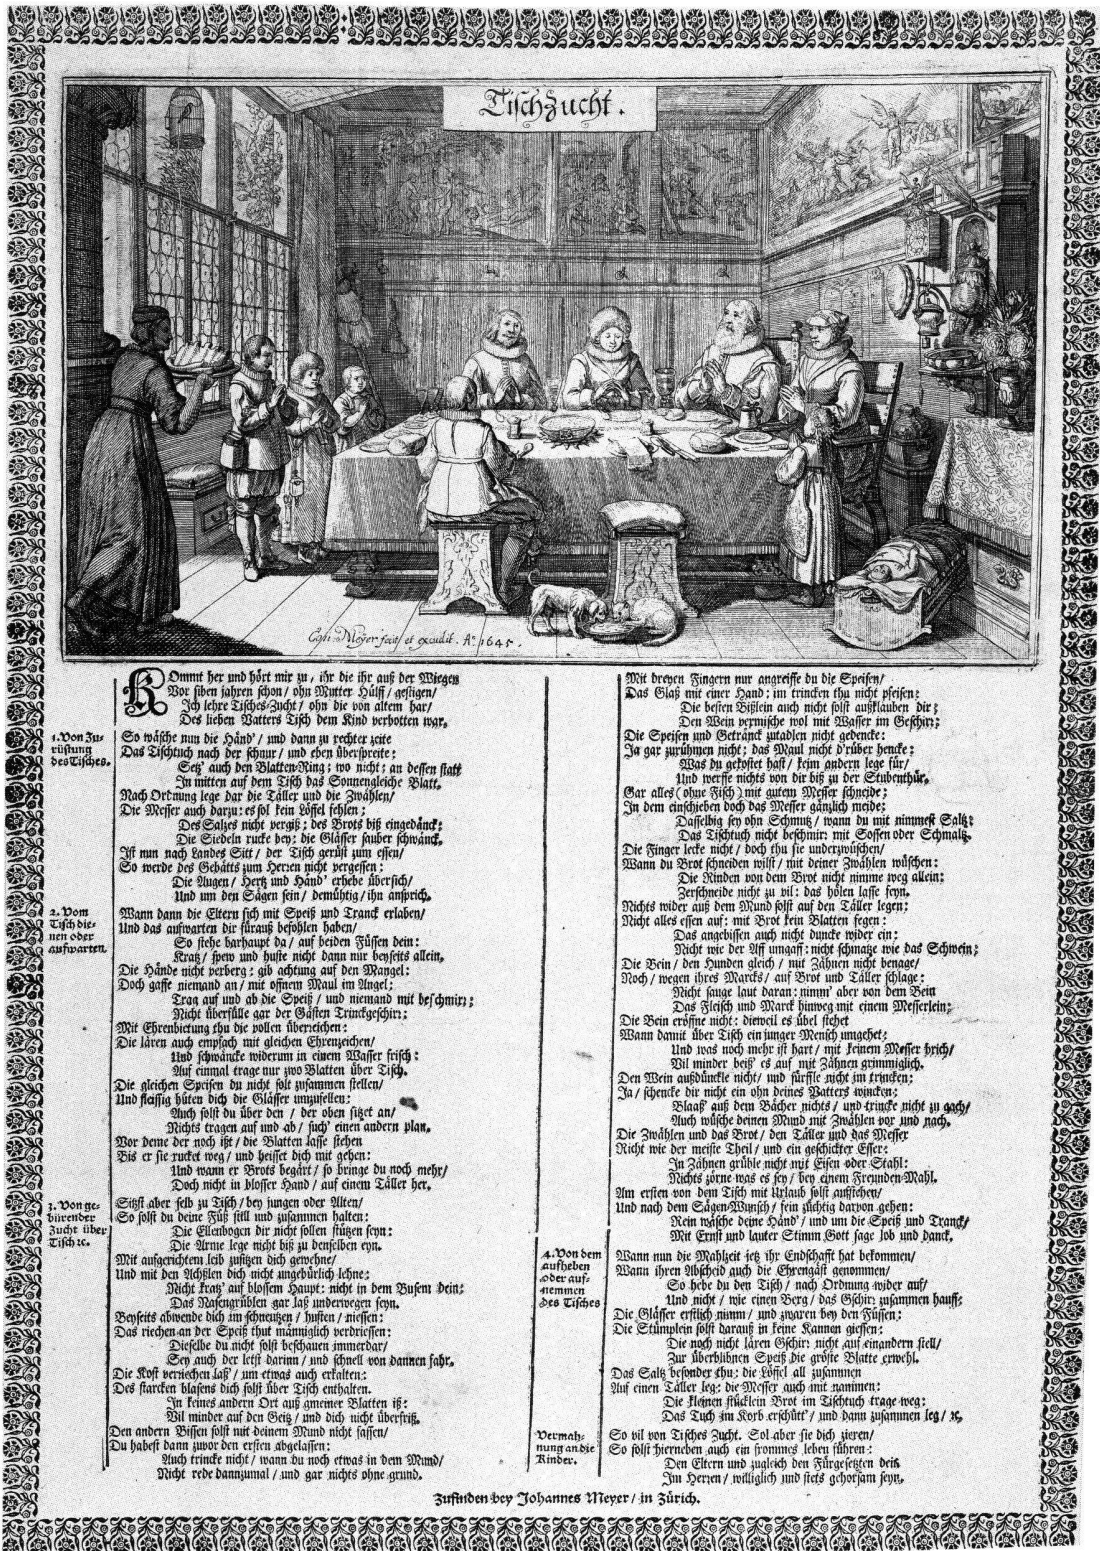 TischZucht.
Conr. Meyer fecit et excudit. Aº 1645.
KOmmt her und hört mir zu, ihr die ihr auß der Wiegen
Vor siben jahren schon/ ohn Mutter Hülff/ gestigen/
Ich lehre Tisches-Zucht/ ohn die von altem har/
Des lieben Vatters Tisch dem Kind verbotten war.
1. Von Zu-
rüstung
des Tisches.
So wäsche nun die Händ'/ und dann zu rechter zeite
Das Tischtuch nach der schnur/ und eben überspreite:
Setz' auch den Blatten-Ring; wo nicht; an dessen statt
In mitten auf dem Tisch das Sonnengleiche Blatt.
Nach Ordnung lege dar die Täller und die Zwählen/
Die Messer auch darzu: es sol kein Löffel fehlen;
Des Salzes nicht vergiß; des Brots biß eingedänck;
Die Siedeln rucke bey: die Glässer sauber schwänck.
Ist nun nach Landes Sitt/ der Tisch gerüst zum essen/
So werde des Gebätts zum Herren nicht vergessen:
Die Augen/ Hertz und Händ' erhebe übersich/
Und um den Sägen sein/ demühtig/ ihn ansprich.
2. Vom
Tisch die-
nen oder
aufwarten.
Wann dann die Eltern sich mit Speiß und Tranck erlaben/
Und das aufwarten dir fürauß befohlen haben/
So stehe barhaupt da/ auf beiden Füssen dein:
Kratz/ spew und huste nicht dann nur beyseits allein.
Die Hände nicht verberg: gib achtung auf den Mangel:
Doch gaffe niemand an/ mit offnem Maul im Angel:
Trag auf und ab die Speiß/ und niemand mit beschmir;
Nicht überfülle gar der Gästen Trinckgeschir:
Mit Ehrenbietung thu die vollen überreichen:
Die lären auch empfach mit gleichen Ehrenzeichen/
Und schwäncke widerum in einem Wasser frisch:
Auf einmal trage nur zwo Blatten über Tisch.
Die gleichen Speisen du nicht solt zusammen stellen/
Und fleissig hüten dich die Glässer umzufellen:
Auch solst du über den/ der oben sitzet an/
Nichts tragen auf und ab/ such' einen andern plan.
Vor deme der noch ißt/ die Blatten lasse stehen
Bis er sie rucket weg/ und heisset dich mit gehen:
Und wann er Brots begärt/ so bringe du noch mehr/
Doch nicht in blosser Hand/ auf einem Täller her.
3. Von ge-
bürender
Zucht über
Tisch ꝛc.
Sitzst aber selb zu Tisch/ bey jungen oder Alten/
So solst du deine Füß still und zusammen halten:
Die Ellenbogen dir nicht sollen stützen seyn:
Die Arme lege nicht biß zu denselben eyn.
Mit aufgerichtem leib zusitzen dich gewehne/
Und mit den Achßlen dich nicht ungebürlich lehne:
Nicht kratz' auf blossem Haupt: nicht in dem Busem dein:
Das Nasengrüblen gar laß underwegen seyn.
Beyseits abwende dich im schneutzen/ husten/ niessen:
Das riechen an der Speiß thut männiglich verdriessen:
Dieselbe du nicht solst beschauen immerdar/
Sey auch der letst darinn/ und schnell von dannen fahr.
Die Kost verriechen laß'/ um etwas auch erkalten:
Des starcken blasens dich solst über Tisch enthalten.
In keines andern Ort auß gmeiner Blatten iß:
Vil minder auf den Geitz/ und dich nicht überfriß.
Den andern Bissen solst mit deinem Mund nicht fassen/
Du habest dann zuvor den ersten abgelassen:
Auch trincke nicht/ wann du noch etwas in dem Mund/
Nicht rede dannzumal/ und gar nichts ohne grund.
Mit dreyen Fingern nur angreiffe du die Speisen/
Das Glaß mit einer Hand: im trincken thu nicht pfeisen:
Die besten Bißlein auch nicht solst außklauben dir;
Den Wein vermische wol mit Wasser im Geschir:
Die Speisen und Getränck zutadlen nicht gedencke:
Ja gar zurühmen nicht; das Maul nicht d'rüber hencke:
Was du gekostet hast/ keim andern lege für/
Und werffe nichts von dir biß zu der Stubenthür.
Gar alles (ohne Fisch) mit gutem Messer schneide;
In dem einschieben doch das Messer gänzlich meide;
Dasselbig sey ohn Schmutz/ wann du mit nimmest Saltz:
Das Tischtuch nicht beschmir: mit Sossen oder Schmaltz.
Die Finger lecke nicht/ doch thu sie underzwüschen/
Wann du Brot schneiden wilst/ mit deiner Zwählen wüschen:
Die Rinden von dem Brot nicht nimme weg allein:
Zerschneide nicht zu vil: das hölen lasse seyn.
Nichts wider auß dem Mund solst auf den Täller legen:
Nicht alles essen auf: mit Brot kein Blatten fegen:
Das angebissen auch nicht duncke wider ein:
Nicht wie der Aff umgaff: nicht schmatze wie das Schwein;
Die Bein/ den Hunden gleich/ mit Zähnen nicht benage/
Noch/ wegen ihres Marcks/ auf Brot und Täller schlage:
Nicht sauge laut daran: nimm' aber von dem Bein
Das Fleisch und Marck hinweg mit einem Messerlein;
Die Bein eröffne nicht: dieweil es übel stehet
Wann damit über Tisch ein junger Mensch umgehet:
Und was noch mehr ist hart/ mit keinem Messer brich/
Vil minder beiß' es auf mit Zähnen grimmiglich.
Den Wein außdünckle nicht/ und sürffle nicht im trincken:
Ja/ schencke dir nicht ein ohn deines Vatters wincken:
Blaaß' auß dem Bächer nichts/ und trincke nicht zu gach/
Auch wüsche deinen Mund mit Zwählen vor und nach.
Die Zwählen und das Brot/ den Täller und das Messer
Nicht wie der meiste Theil/ und ein geschickter Esser:
In Zähnen grüble nicht mit Eisen oder Stahl:
Nichts zörne was es sey/ bey einem Freunden-Mahl.
Am ersten von dem Tisch mit Urlaub solst aufstehen/
Und nach dem Sägen-Wunsch/ fein züchtig darvon gehen:
Rein wäsche deine Händ'/ und um die Speiß und Tranck/
Mit Ernst und lauter Stimm Gott sage lob und danck.
4. Von dem
aufheben
oder auf-
nemmen
des Tisches
Wann nun die Mahlzeit jetz ihr Endschafft hat bekommen/
Wann ihren Abscheid auch die Ehrengäst genommen/
So hebe du den Tisch/ nach Ordnung wider auf/
Und nicht/ wie einen Berg/ das Gschir: zusammen hauff:
Die Glässer erstlich nimm/ und zwaren bey den Füssen:
Die Stümplein solst darauß in keine Kannen giessen:
Die noch nicht lären Gschir: nicht auf einandern stell/
Zur überblibnen Speiß die gröste Blatte erwehl.
Das Saltz besonder thu: die Löffel all zusammen
Auf einen Täller leg: die Messer auch mit nammen:
Die kleinen stücklein Brot im Tischtuch trage weg:
Das Tuch im Korb erschütt'/ und dann zusammen leg/ ꝛc.
Vermah-
nung an die
Kinder.
So vil von Tisches Zucht. Sol aber sie dich zieren/
So solst hierneben auch ein frommes leben führen:
Den Eltern und zugleich den Fürgesetzten dein
Im Herren/ williglich und stets gehorsam seyn.
Zufinden bey Johannes Meyer/ in Zürich.